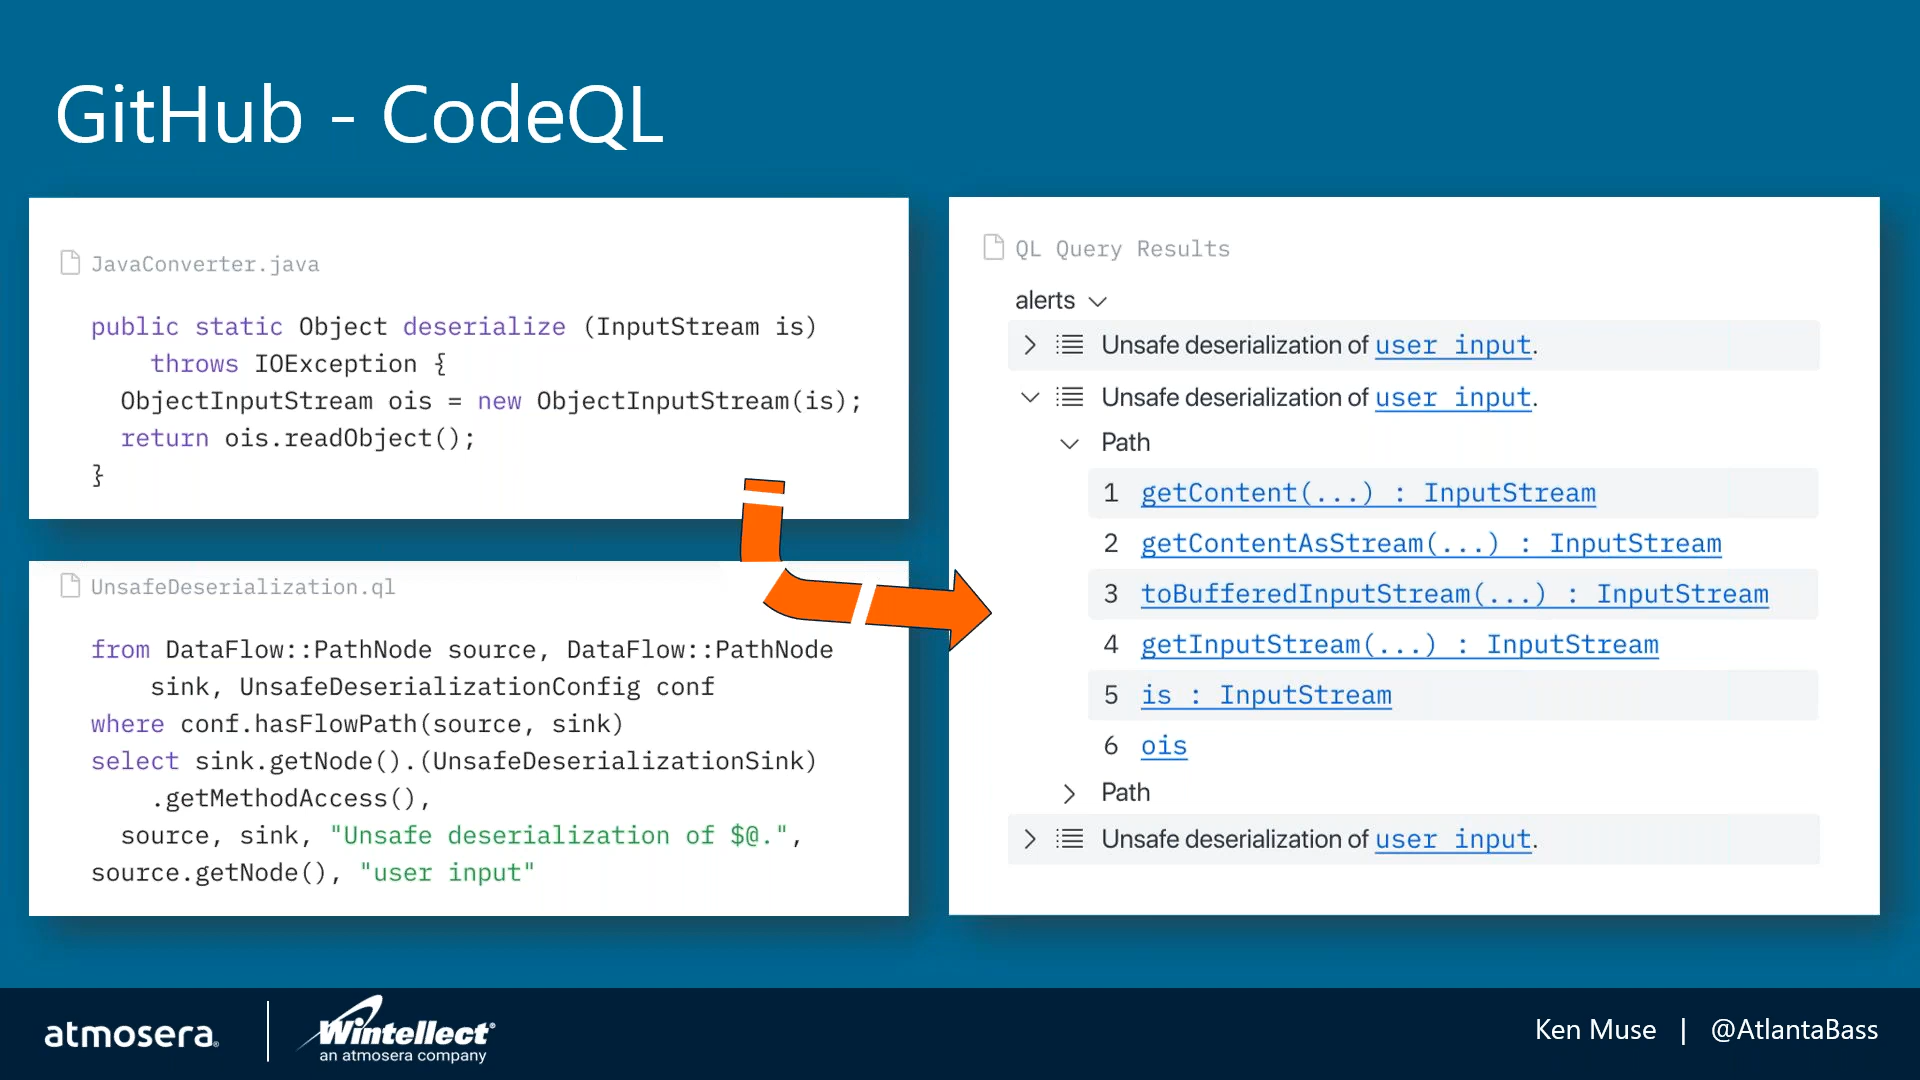 GitHub - CodeQL
JavaConverter.java
public static Object deserialize (InputStream is)
throws IOException {
ObjectInputStream ois = new ObjectInputStream(is);
return ois.readObject();
}
UnsafeDeserialization.ql
from DataFlow::PathNode source, DataFlow::PathNode
sink, UnsafeDeserializationConfig conf
where conf.hasFlowPath(source, sink)
select sink.getNode().(UnsafeDeserializationSink)
.getMethodAccess(),
source, sink, "Unsafe deserialization of $@.",
source.getNode(), "user input"
QL Query Results
alerts
Unsafe deserialization of user input.
Unsafe deserialization of user input.
Path
1 getContent(...) : InputStream
2 getContentAsStream(...) : InputStream
3 toBufferedInputStream(...) : InputStream
4 getInputStream(...) : InputStream
5 is : InputStream
6 ois
Path
Unsafe deserialization of user input.
atmosera®
Wintellect®
an atmosera company
Ken Muse | @AtlantaBass